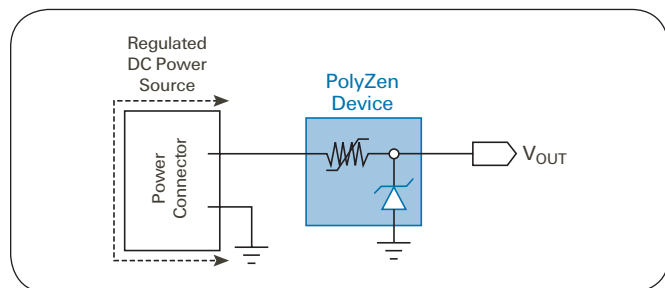 Regulated
DC Power
Source
PolyZen
Device
Power
Connector
VOUT